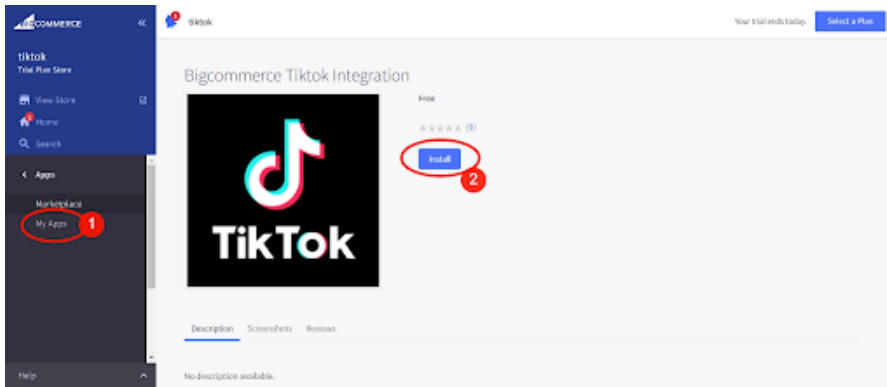 BIGCOMMERCE «
tiktok
Trial Plan Store
View Store
Home
Search
Apps
Marketplace
My Apps
1
Help
tiktok
Your trial ends today.
Select a Plan
Bigcommerce Tiktok Integration
TikTok
Free
(0)
Install
2
Description Screenshots Reviews
No description available.